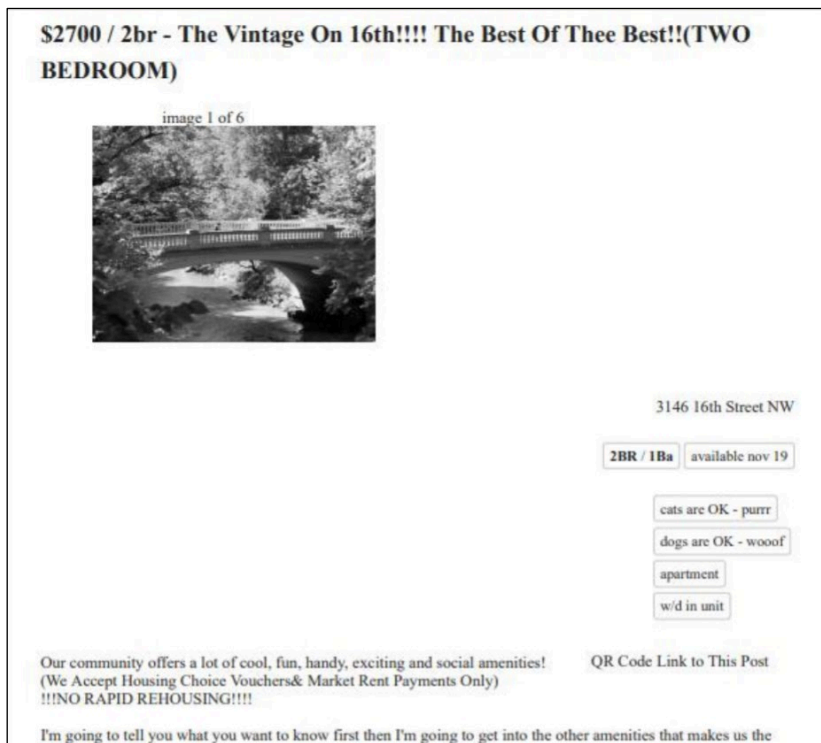 $2700 / 2br - The Vintage On 16th!!!! The Best Of Thee Best!!(TWO
BEDROOM)
image 1 of 6
3146 16th Street NW
2BR / 1Ba available nov 19
cats are OK - purrr
dogs are OK - wooof
apartment
w/d in unit
Our community offers a lot of cool, fun, handy, exciting and social amenities!
(We Accept Housing Choice Vouchers& Market Rent Payments Only)
!!!NO RAPID REHOUSING!!!!
QR Code Link to This Post
I'm going to tell you what you want to know first then I'm going to get into the other amenities that makes us the